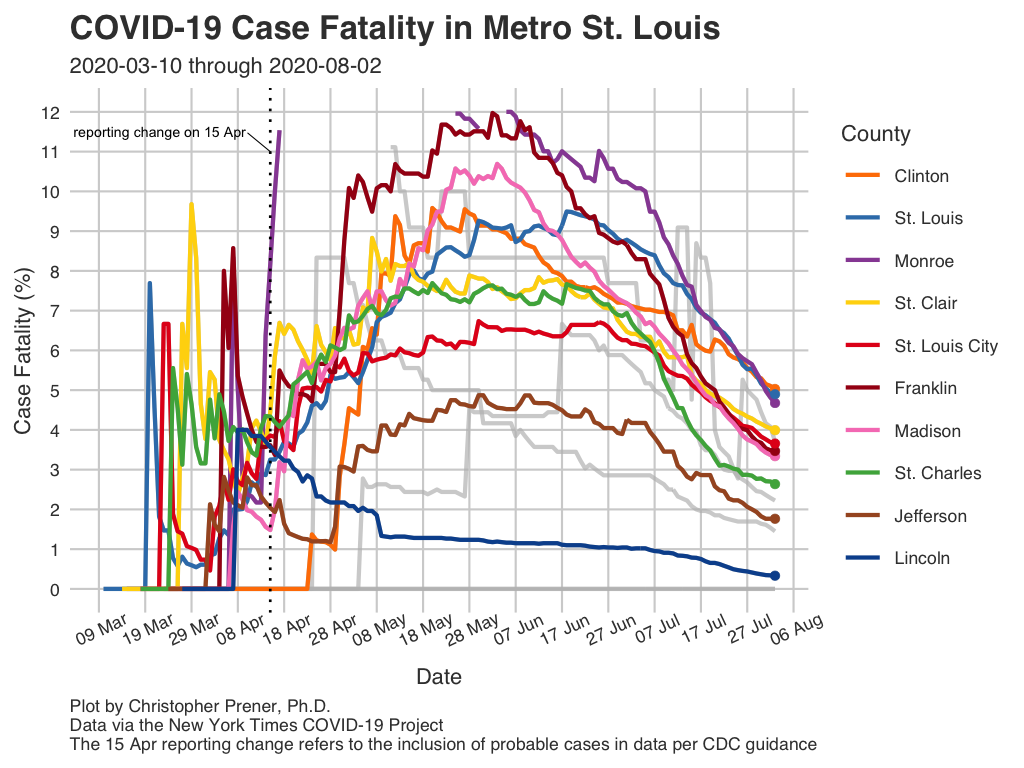 COVID-19 Case Fatality in Metro St. Louis
2020-03-10 through 2020-08-02
Case Fatality (%)
12
11
10
9
8
7
6
5
4
3
2
1
0
reporting change on 15 Apr
09 Mar
19 Mar
29 Mar
08 Apr
18 Apr
28 Apr
08 May
18 May
28 May
07 Jun
17 Jun
27 Jun
07 Jul
17 Jul
27 Jul
06 Aug
Date
County
Clinton
St. Louis
Monroe
St. Clair
St. Louis City
Franklin
Madison
St. Charles
Jefferson
Lincoln
Plot by Christopher Prener, Ph.D.
Data via the New York Times COVID-19 Project
The 15 Apr reporting change refers to the inclusion of probable cases in data per CDC guidance